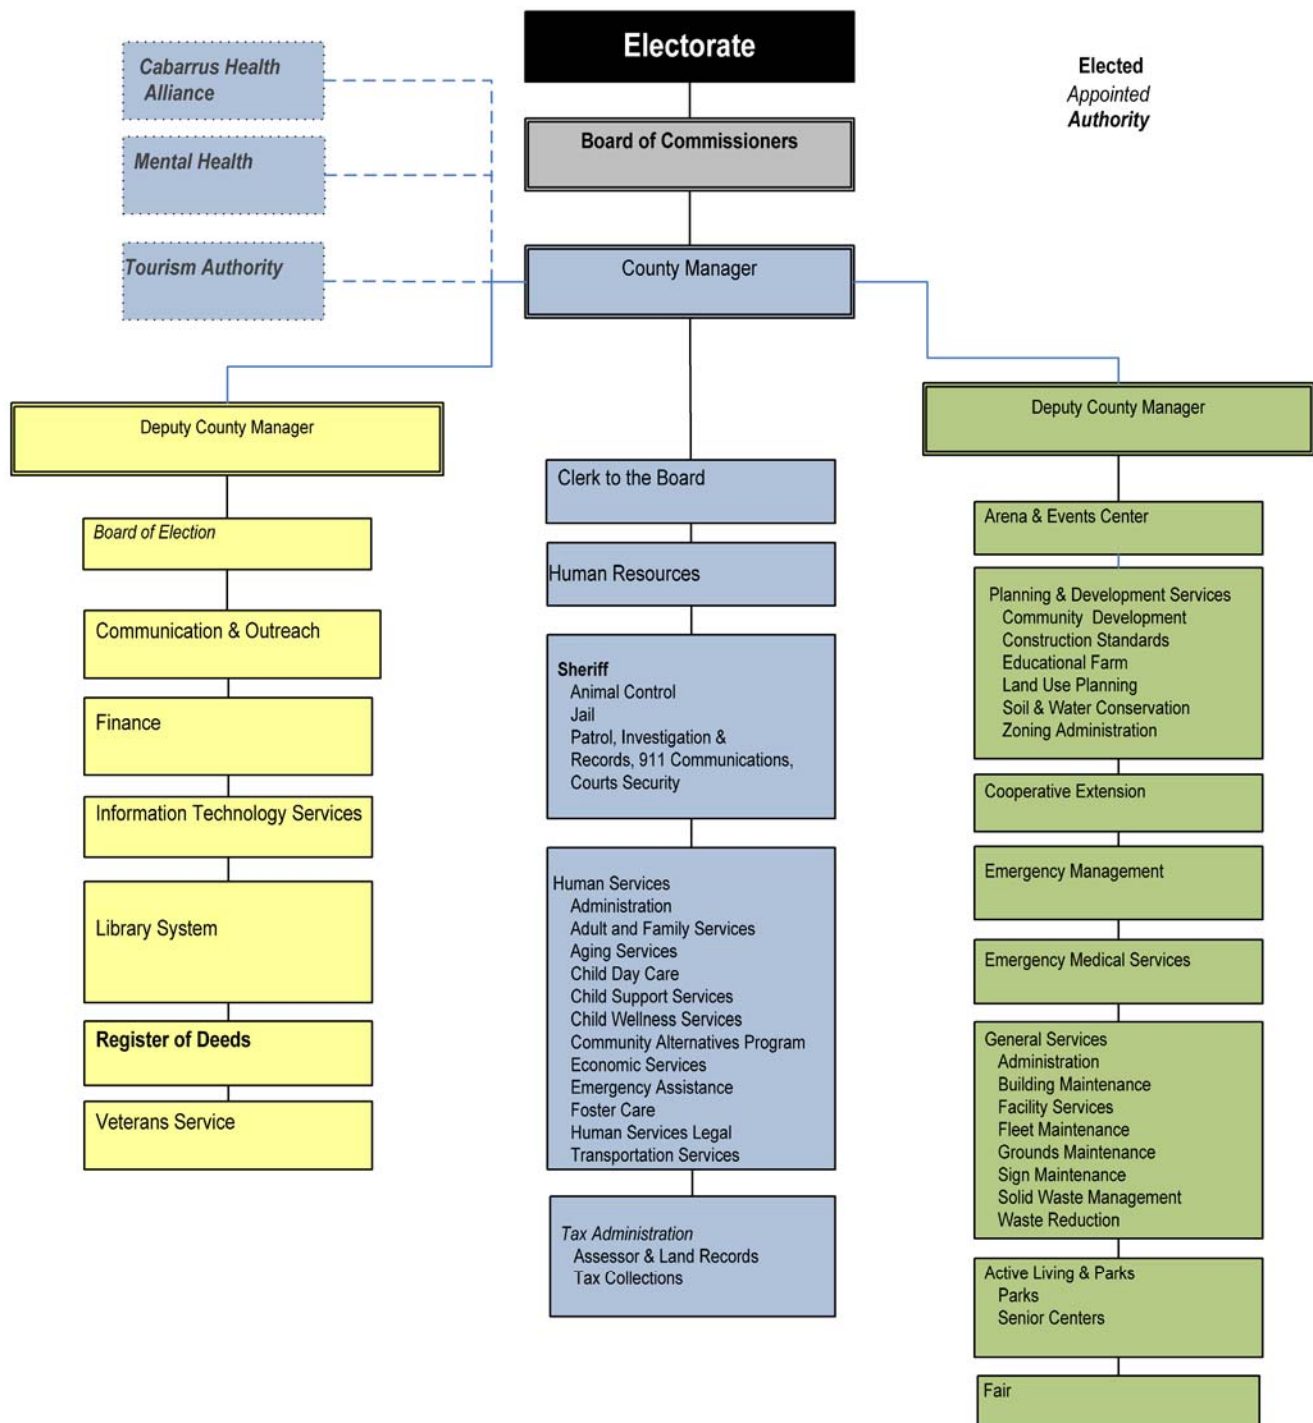 Electorate
Elected
Appointed
Authority
Cabarrus Health
Alliance
Mental Health
Tourism Authority
Board of Commissioners
County Manager
Deputy County Manager
Board of Election
Communication & Outreach
Finance
Information Technology Services
Library System
Register of Deeds
Veterans Service
Clerk to the Board
Human Resources
Sheriff
Animal Control
Jail
Patrol, Investigation &
Records, 911 Communications,
Courts Security
Human Services
Administration
Adult and Family Services
Aging Services
Child Day Care
Child Support Services
Child Wellness Services
Community Alternatives Program
Economic Services
Emergency Assistance
Foster Care
Human Services Legal
Transportation Services
Tax Administration
Assessor & Land Records
Tax Collections
Deputy County Manager
Arena & Events Center
Planning & Development Services
Community Development
Construction Standards
Educational Farm
Land Use Planning
Soil & Water Conservation
Zoning Administration
Cooperative Extension
Emergency Management
Emergency Medical Services
General Services
Administration
Building Maintenance
Facility Services
Fleet Maintenance
Grounds Maintenance
Sign Maintenance
Solid Waste Management
Waste Reduction
Active Living & Parks
Parks
Senior Centers
Fair